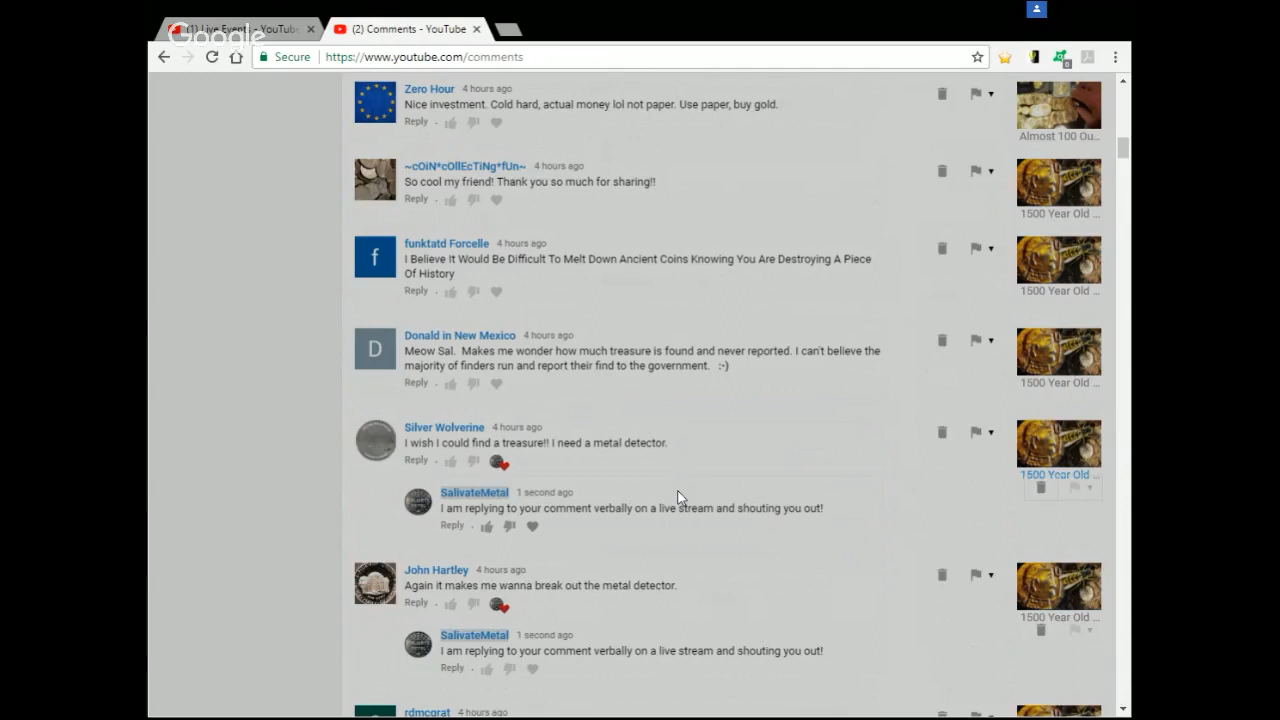 (1) Live Events - YouTube
(2) Comments - YouTube
Google
Secure
https://www.youtube.com/comments
0
Zero Hour 4 hours ago
Nice investment. Cold hard, actual money lol not paper. Use paper, buy gold.
Reply
Almost 100 Ou...
~cOiN*cOllEcTiNg*fUn~ 4 hours ago
So cool my friend! Thank you so much for sharing!!
Reply
1500 Year Old ...
f
funktatd Forcelle 4 hours ago
I Believe It Would Be Difficult To Melt Down Ancient Coins Knowing You Are Destroying A Piece
Of History
Reply
1500 Year Old ...
D
Donald in New Mexico 4 hours ago
Meow Sal. Makes me wonder how much treasure is found and never reported. I can't believe the
majority of finders run and report their find to the government. :-)
Reply
1500 Year Old ...
Silver Wolverine 4 hours ago
I wish I could find a treasure!! I need a metal detector.
Reply
1500 Year Old ...
SalivateMetal 1 second ago
I am replying to your comment verbally on a live stream and shouting you out!
Reply
John Hartley 4 hours ago
Again it makes me wanna break out the metal detector.
Reply
1500 Year Old ...
SalivateMetal 1 second ago
I am replying to your comment verbally on a live stream and shouting you out!
Reply
rdmcgrat 4 hours ago